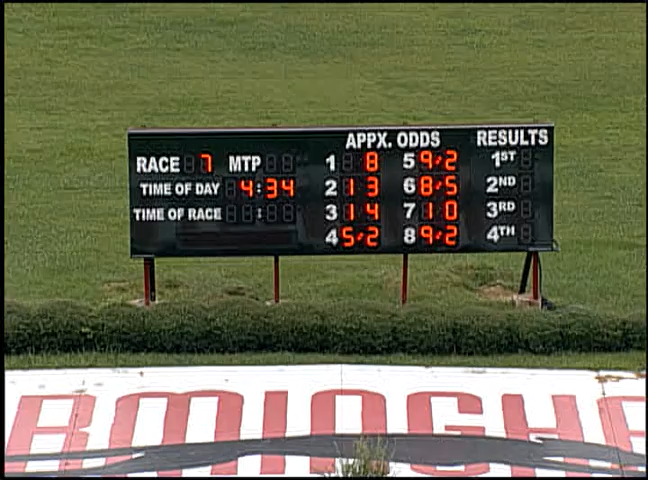 APPX. ODDS RESULTS
RACE 7 MTP 1 8 5 9-2 1ST
TIME OF DAY 4:34 2 13 6 8-5 2ND
TIME OF RACE 3 14 7 10 3RD
4 5-2 8 9-2 4TH
BMINGH